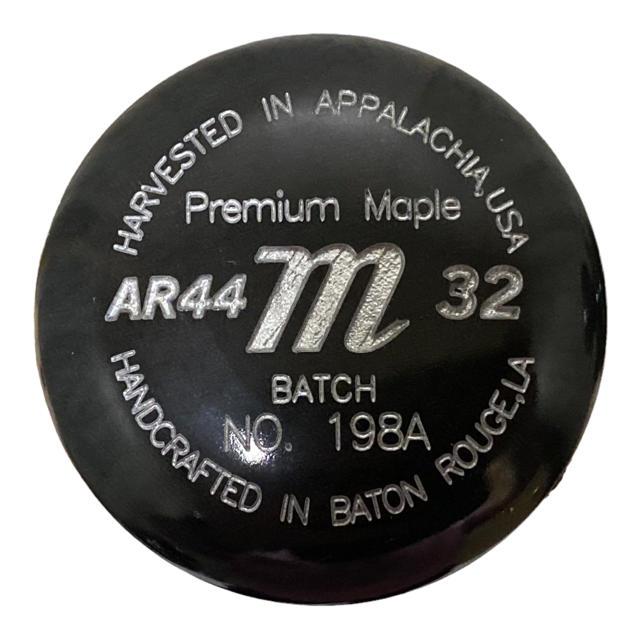 HARVESTED IN APPALACHIA, USA
Premium Maple
AR44 m 32
BATCH
NO. 198A
HANDCRAFTED IN BATON ROUGE, LA